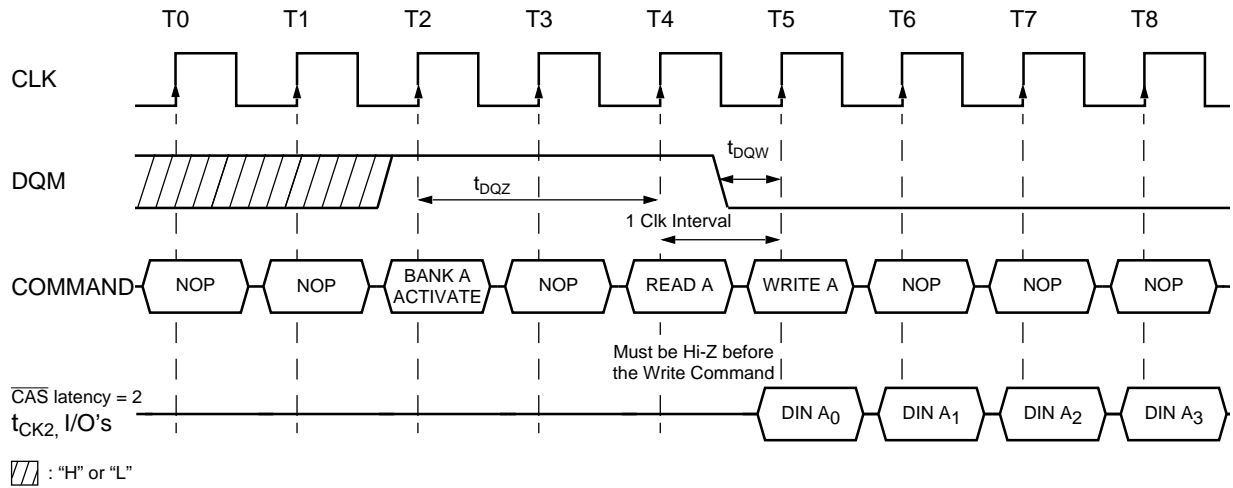 T0 T1 T2 T3 T4 T5 T6 T7 T8
CLK
DQM
tDQW
tDQZ
1 Clk Interval
COMMAND
NOP
NOP
BANK A
ACTIVATE
NOP
READ A
WRITE A
NOP
NOP
NOP
Must be Hi-Z before
the Write Command
CAS latency = 2
tCK2, I/O's
DIN A0
DIN A1
DIN A2
DIN A3
: “H” or “L”